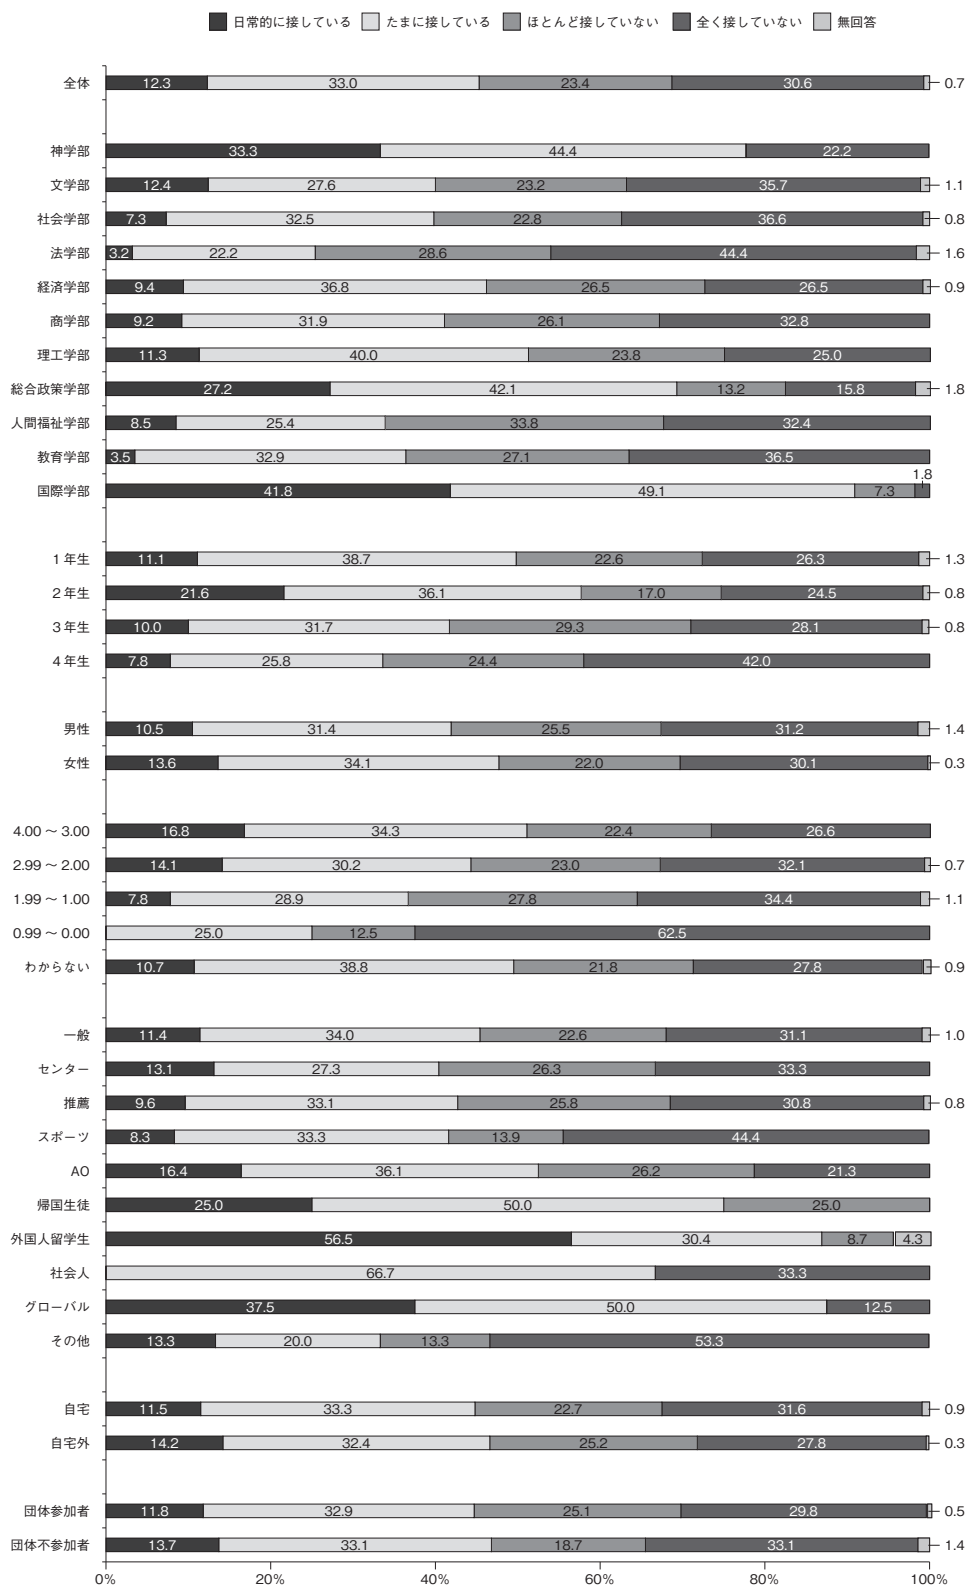 日常的に接している たまに接している ほとんど接していない 全く接していない 無回答
全体 12.3 33.0 23.4 30.6 0.7
神学部 33.3 44.4 22.2
文学部 12.4 27.6 23.2 35.7 1.1
社会学部 7.3 32.5 22.8 36.6 0.8
法学部 3.2 22.2 28.6 44.4 1.6
経済学部 9.4 36.8 26.5 26.5 0.9
商学部 9.2 31.9 26.1 32.8
理工学部 11.3 40.0 23.8 25.0
総合政策学部 27.2 42.1 13.2 15.8 1.8
人間福祉学部 8.5 25.4 33.8 32.4
教育学部 3.5 32.9 27.1 36.5
国際学部 41.8 49.1 7.3 1.8
1年生 11.1 38.7 22.6 26.3 1.3
2年生 21.6 36.1 17.0 24.5 0.8
3年生 10.0 31.7 29.3 28.1 0.8
4年生 7.8 25.8 24.4 42.0
男性 10.5 31.4 25.5 31.2 1.4
女性 13.6 34.1 22.0 30.1 0.3
4.00～3.00 16.8 34.3 22.4 26.6
2.99～2.00 14.1 30.2 23.0 32.1 0.7
1.99～1.00 7.8 28.9 27.8 34.4 1.1
0.99～0.00 25.0 12.5 62.5
わからない 10.7 38.8 21.8 27.8 0.9
一般 11.4 34.0 22.6 31.1 1.0
センター 13.1 27.3 26.3 33.3
推薦 9.6 33.1 25.8 30.8 0.8
スポーツ 8.3 33.3 13.9 44.4
AO 16.4 36.1 26.2 21.3
帰国生徒 25.0 50.0 25.0
外国人留学生 56.5 30.4 8.7 4.3
社会人 66.7 33.3
グローバル 37.5 50.0 12.5
その他 13.3 20.0 13.3 53.3
自宅 11.5 33.3 22.7 31.6 0.9
自宅外 14.2 32.4 25.2 27.8 0.3
団体参加者 11.8 32.9 25.1 29.8 0.5
団体不参加者 13.7 33.1 18.7 33.1 1.4
0% 20% 40% 60% 80% 100%